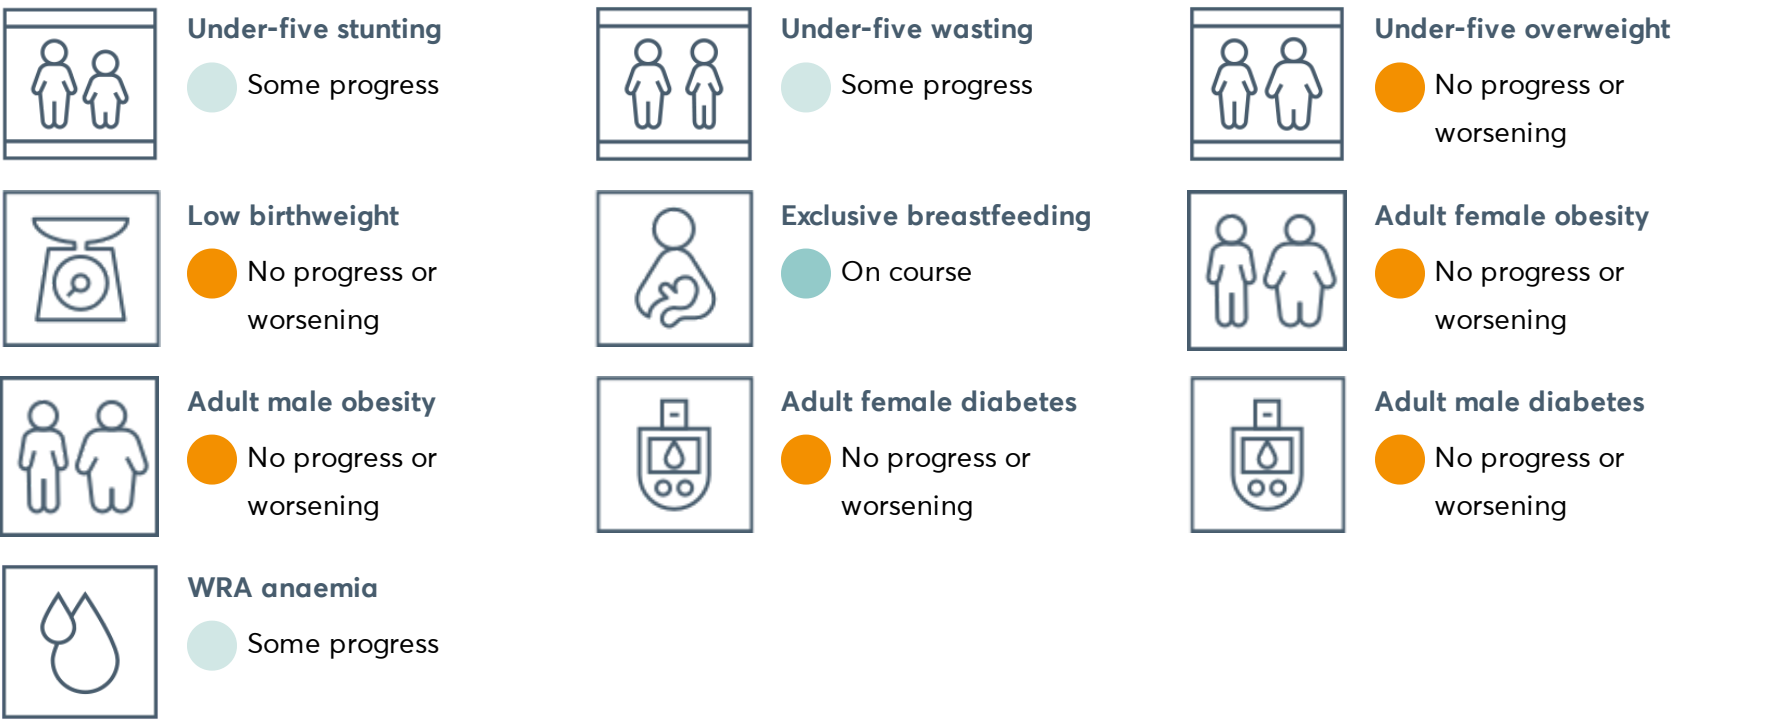 Under-five stunting
Some progress
Under-five wasting
Some progress
Under-five overweight
No progress or
worsening
Low birthweight
No progress or
worsening
Exclusive breastfeeding
On course
Adult female obesity
No progress or
worsening
Adult male obesity
No progress or
worsening
Adult female diabetes
No progress or
worsening
Adult male diabetes
No progress or
worsening
WRA anaemia
Some progress